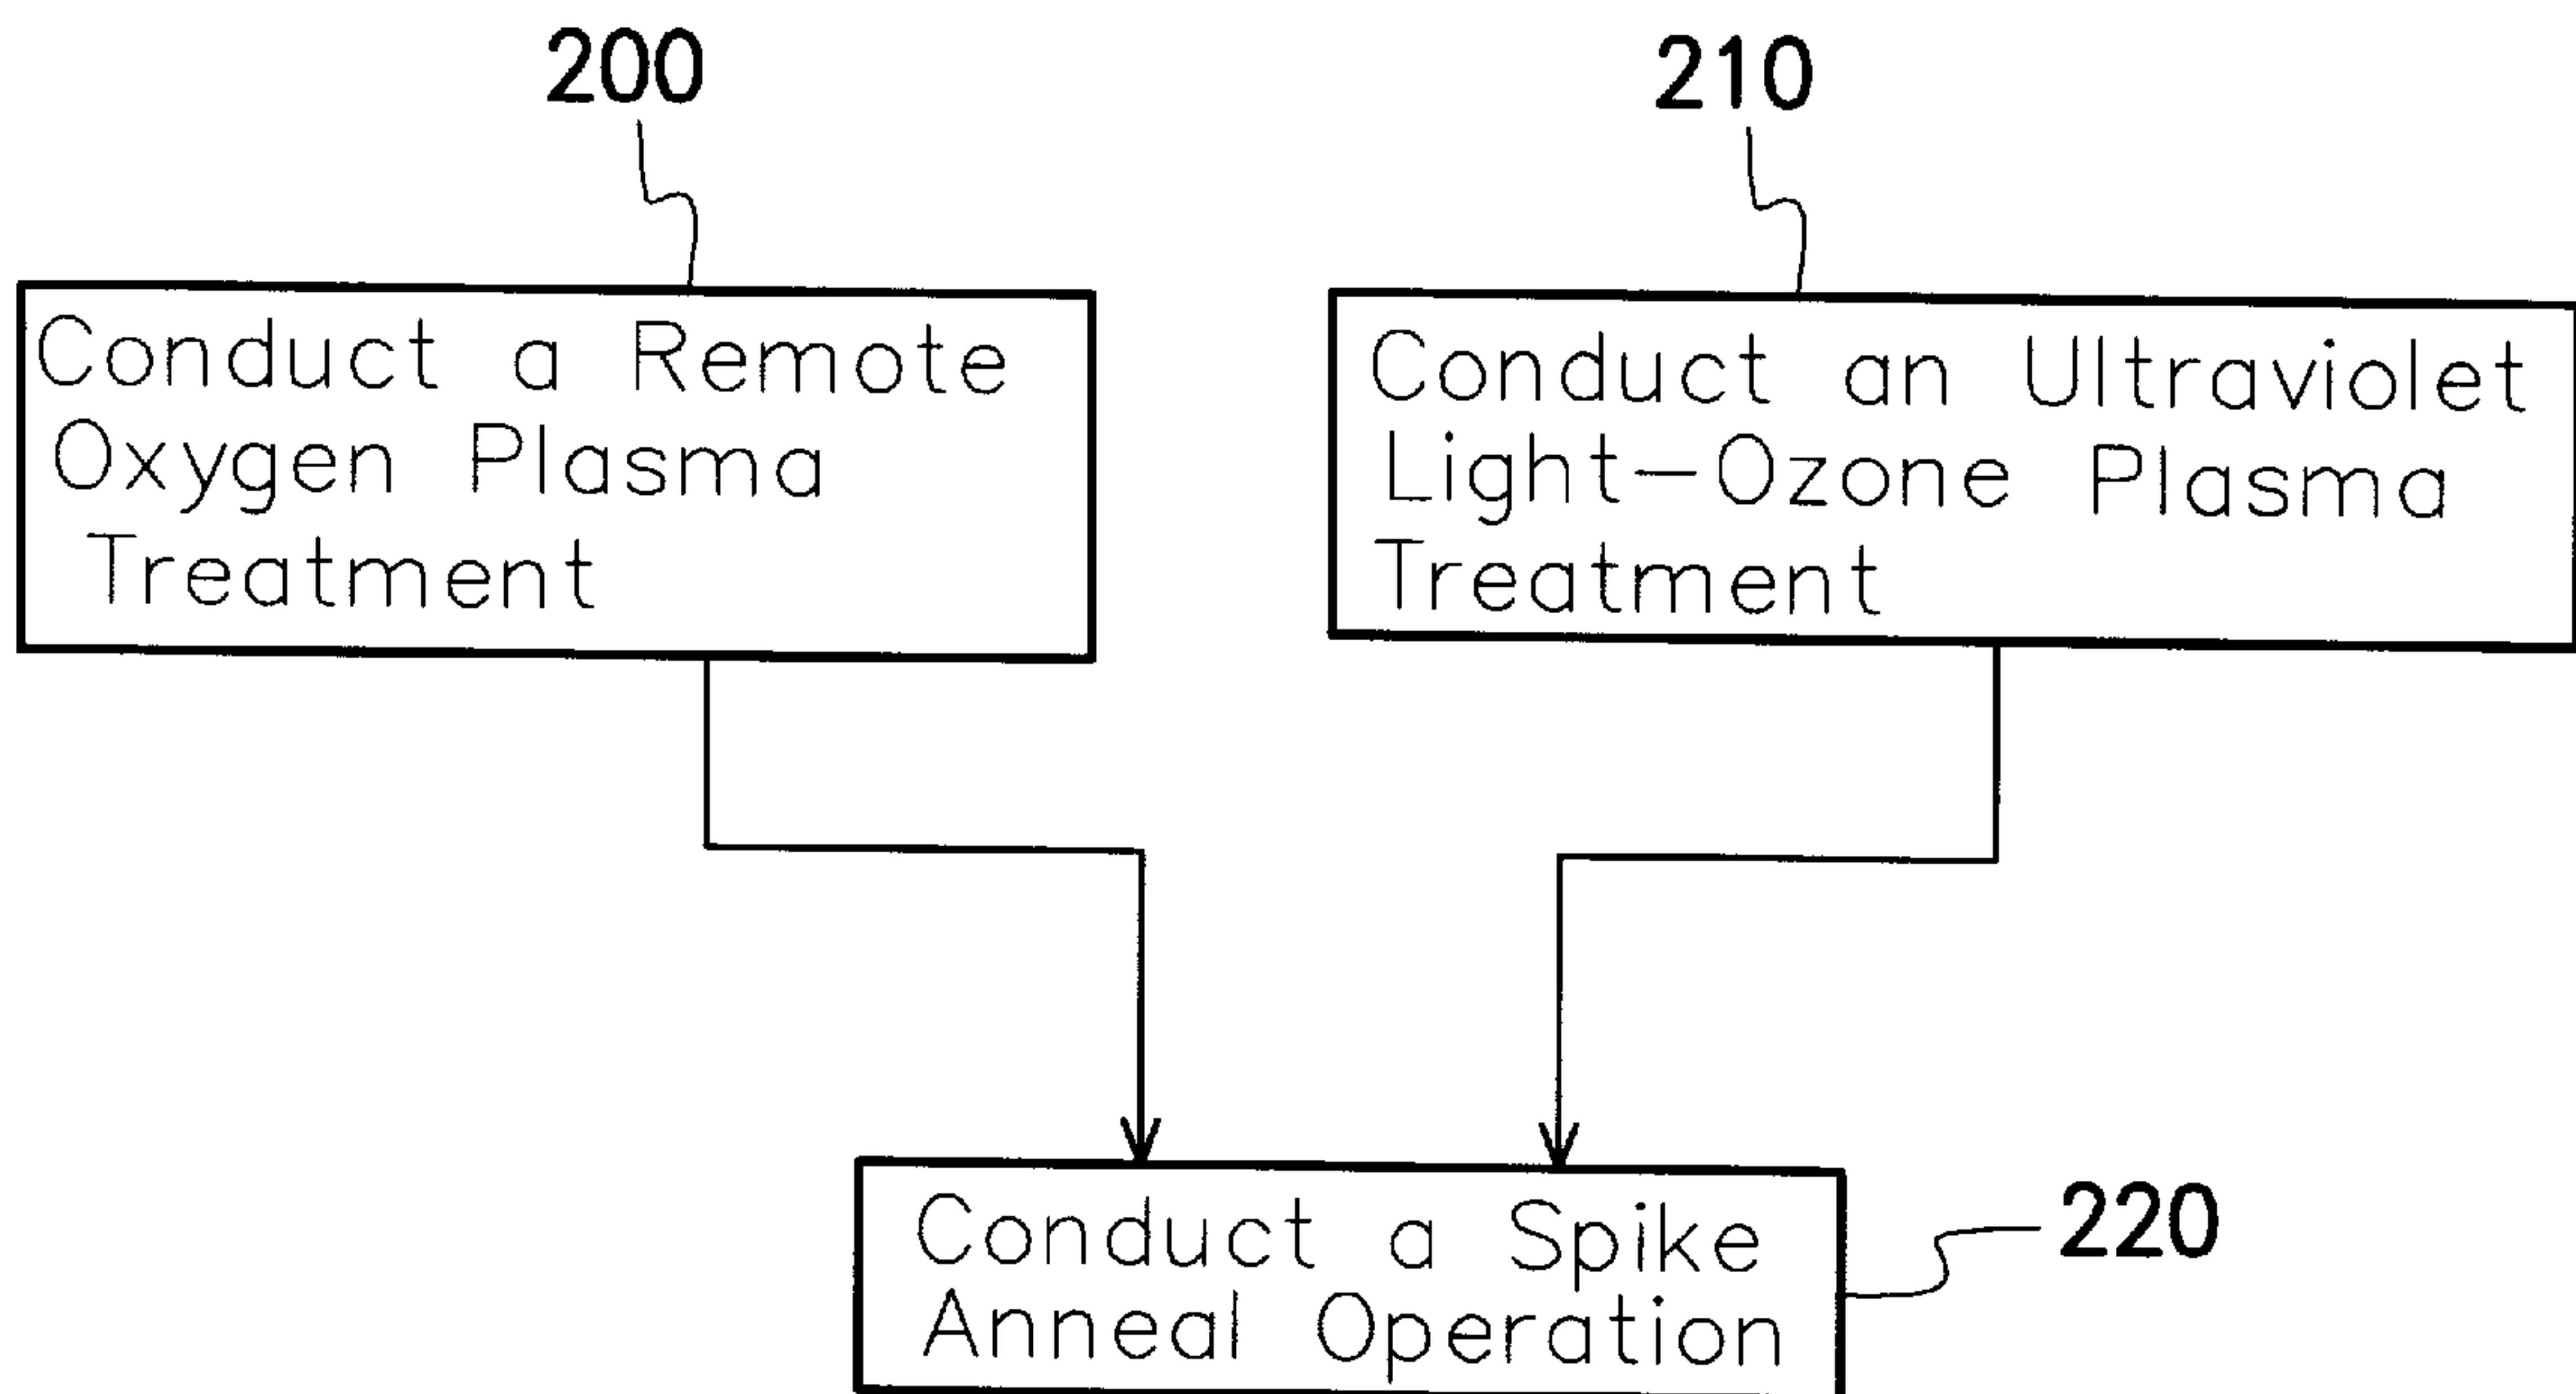 200
Conduct a Remote
Oxygen Plasma
Treatment
210
Conduct an Ultraviolet
Light-Ozone Plasma
Treatment
Conduct a Spike
Anneal Operation
220